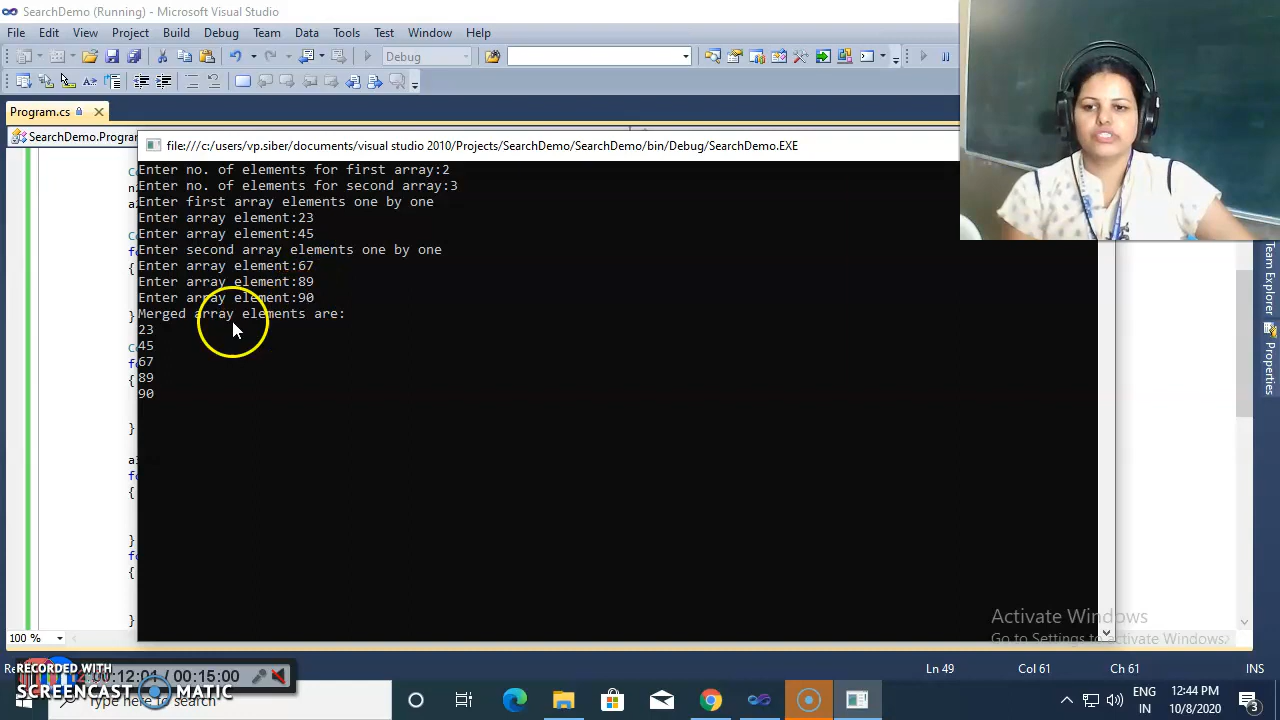 SearchDemo (Running) - Microsoft Visual Studio
File Edit View Project Build Debug Team Data Tools Test Window Help
Debug
Program.cs
SearchDemo.Progra
file:///c:/users/vp.siber/documents/visual studio 2010/Projects/SearchDemo/SearchDemo/bin/Debug/SearchDemo.EXE
Enter no. of elements for first array:2
Enter no. of elements for second array:3
Enter first array elements one by one
Enter array element:23
Enter array element:45
Enter second array elements one by one
Enter array element:67
Enter array element:89
Enter array element:90
Merged array elements are:
23
45
67
89
90
Team Explorer
Properties
Activate Windows
Go to Settings to activate Windows.
100 %
Ln 49 Col 61 Ch 61 INS
RECORDED WITH
SCREENCAST MATIC
00:12:01 / 00:15:00
Type here to search
ENG
IN
12:44 PM
10/8/2020
3